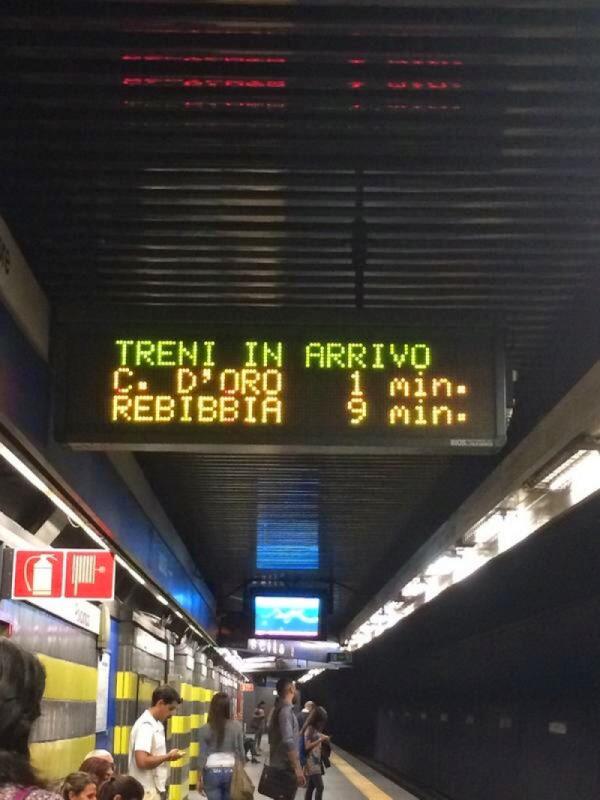 TRENI IN ARRIVO
C. D'ORO 1 min.
REBIBBIA 9 min.